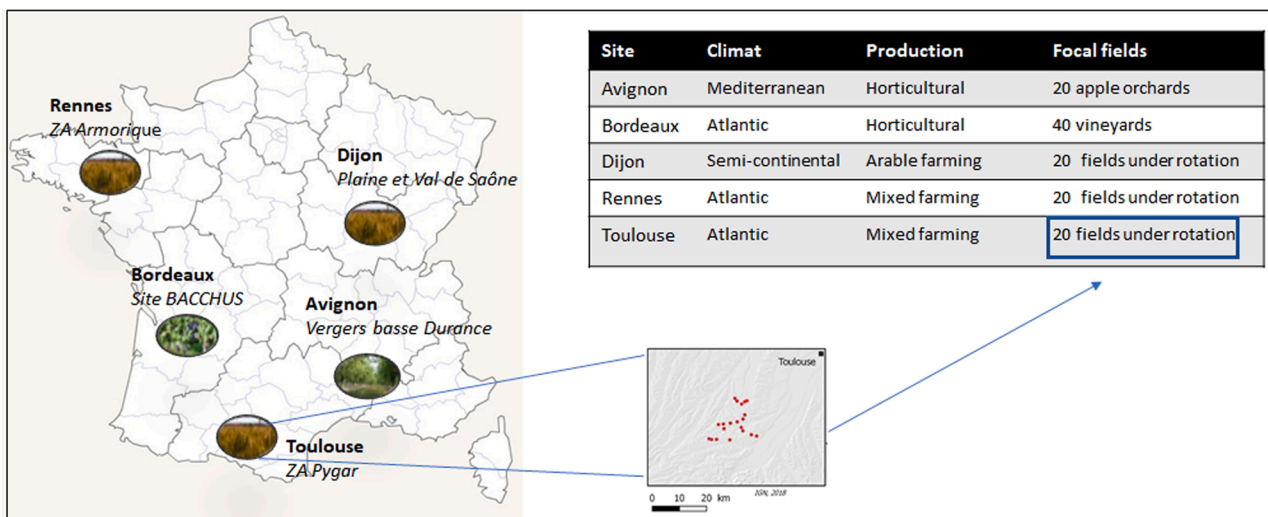 Rennes
ZA Armorique
Dijon
Plaine et Val de Saône
Bordeaux
Site BACCHUS
Avignon
Vergers basse Durance
Toulouse
ZA Pygar
Site Climat Production Focal fields
Avignon Mediterranean Horticultural 20 apple orchards
Bordeaux Atlantic Horticultural 40 vineyards
Dijon Semi-continental Arable farming 20 fields under rotation
Rennes Atlantic Mixed farming 20 fields under rotation
Toulouse Atlantic Mixed farming 20 fields under rotation
Toulouse
IGN, 2018
0 10 20 km